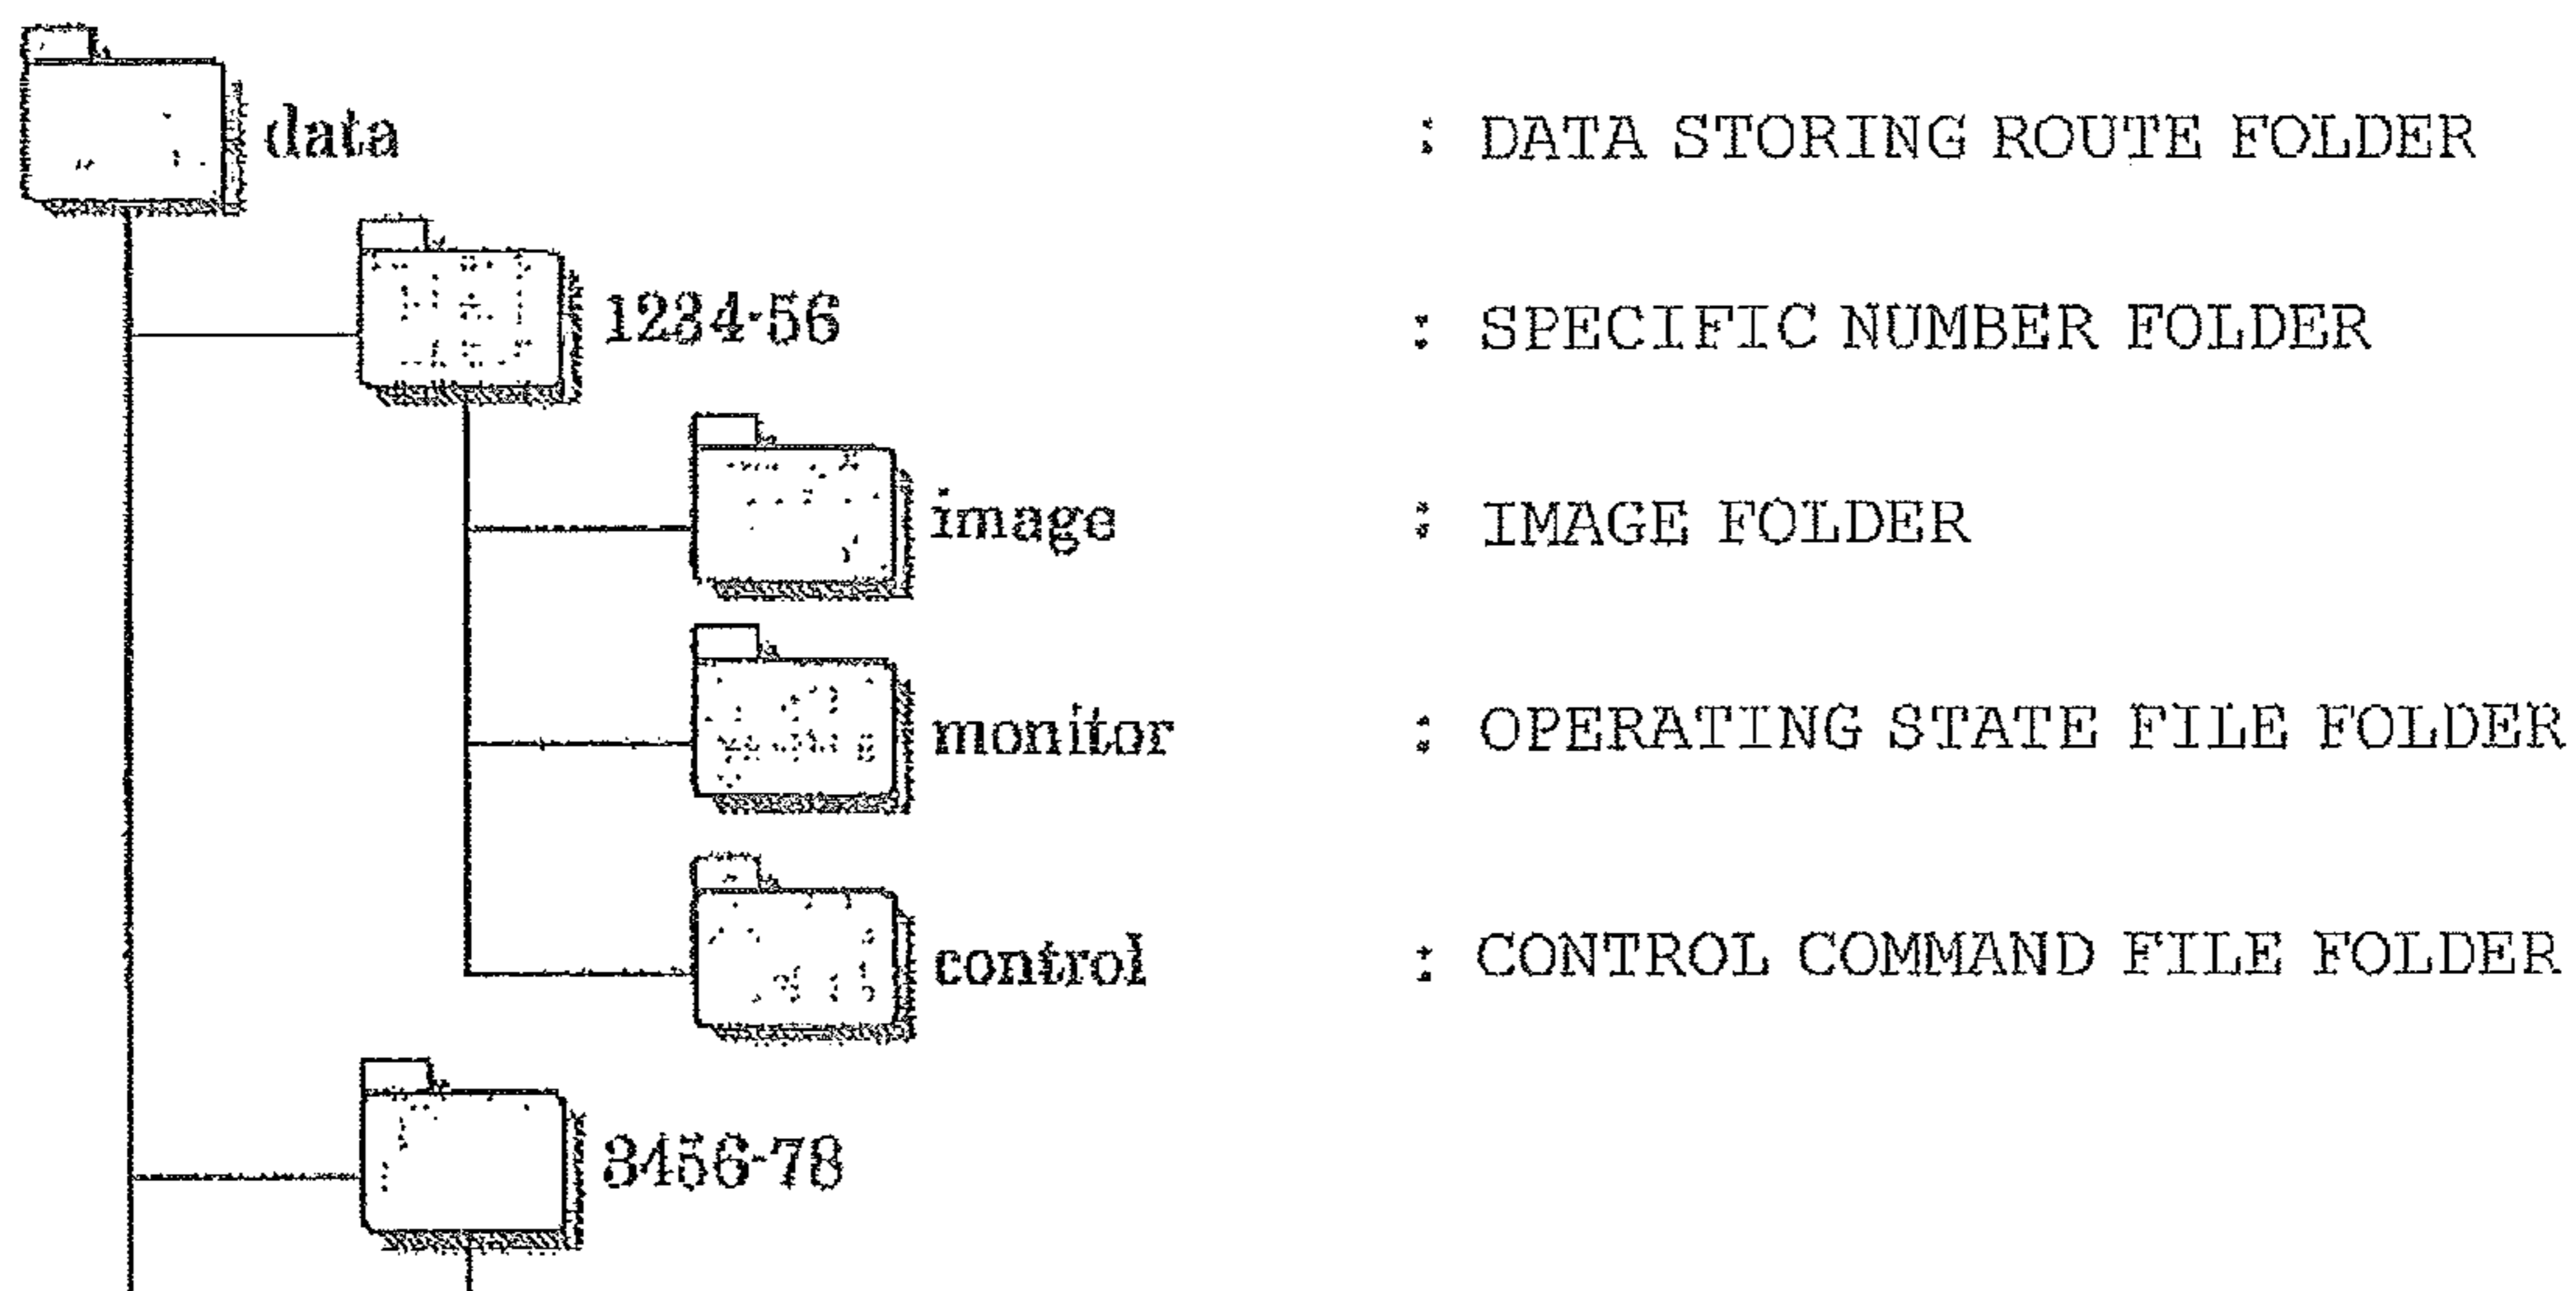 data : DATA STORING ROUTE FOLDER
1234-56 : SPECIFIC NUMBER FOLDER
image : IMAGE FOLDER
monitor : OPERATING STATE FILE FOLDER
control : CONTROL COMMAND FILE FOLDER
3456-78